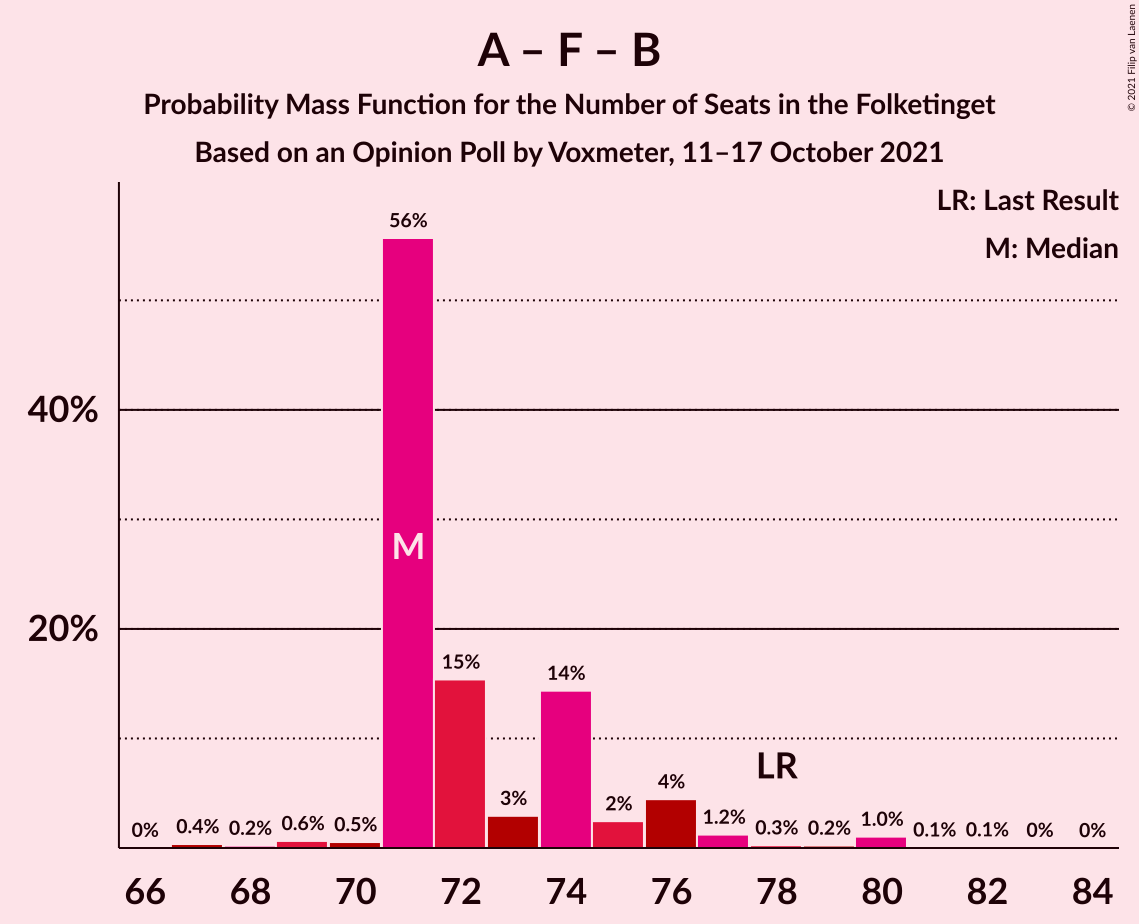 A – F – B
Probability Mass Function for the Number of Seats in the Folketinget
Based on an Opinion Poll by Voxmeter, 11–17 October 2021
© 2021 Filip van Laenen
LR: Last Result
M: Median
56%
40%
M
20%
15%
14%
LR
4%
3%
2%
0%
0.4%
0.2%
0.6%
0.5%
1.2%
0.3%
0.2%
1.0%
0.1%
0.1%
0%
0%
66 68 70 72 74 76 78 80 82 84